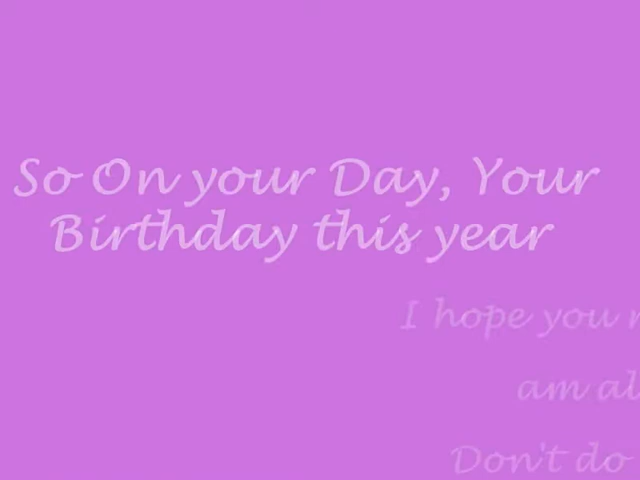 So On your Day, Your
Birthday this year
I hope you
am
Don't do